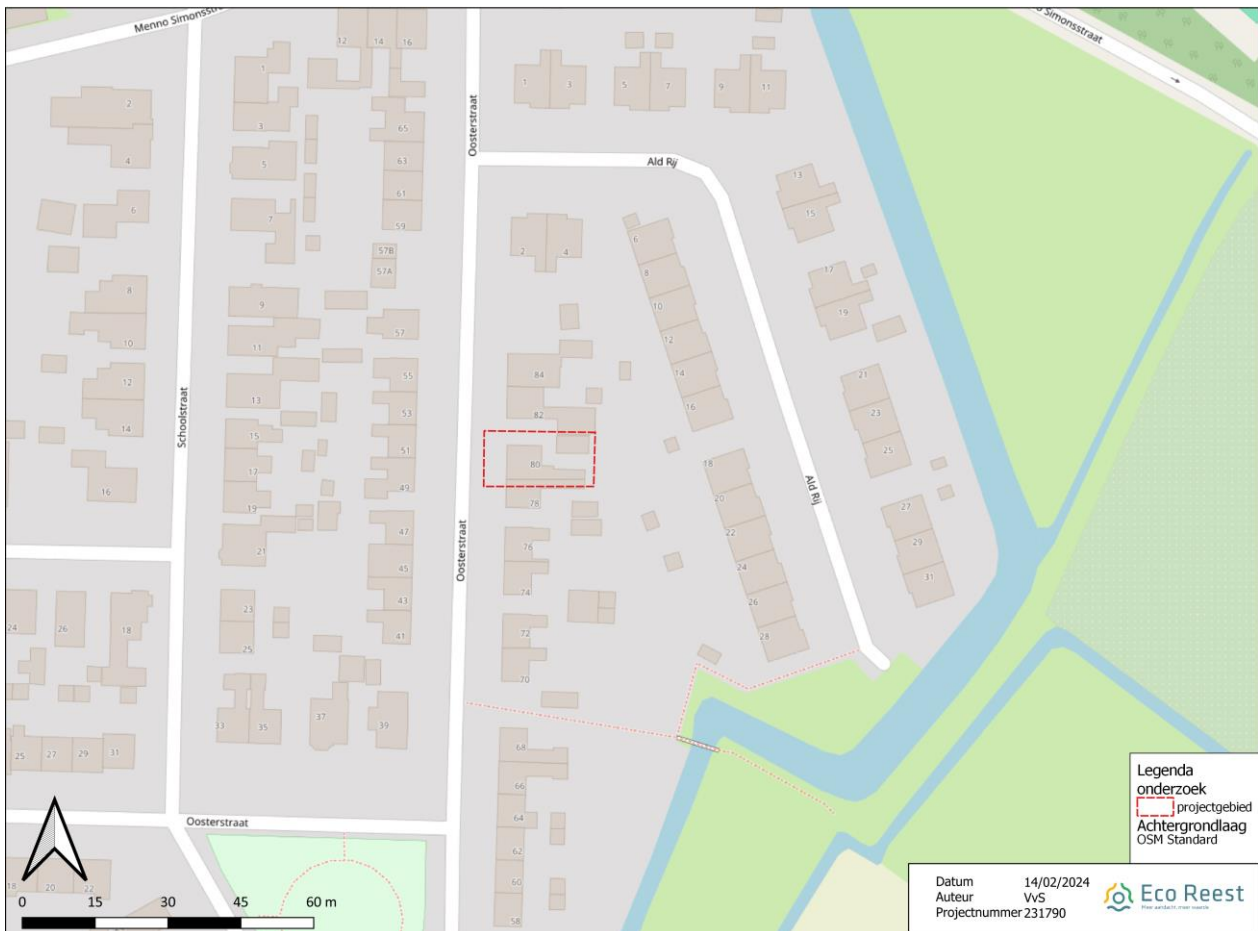 Menno Simonsstraat
Simonsstraat
12 14 16
1
3
5
7
9
11
13
15
17
19
21
23
25
33 35
37
39
2
4
6
8
10
12
14
16
65
63
61
59
57B
57A
57
55
53
51
49
47
45
43
41
Schoolstraat
Oosterstraat
Oosterstraat
Oosterstraat
1 3 5 7 9 11
Ald Rij
Ald Rij
13
15
17
19
21
23
25
27
29
31
2 4
6
8
10
12
14
16
18
20
22
24
26
28
84
82
80
78
76
74
72
70
68
66
64
62
60
58
24 26 18
25 27 29 31
18 20 22
0 15 30 45 60 m
Legenda
onderzoek
projectgebied
Achtergrondlaag
OSM Standard
Datum 14/02/2024
Auteur VvS
Projectnummer 231790
Eco Reest
Meer aandacht, meer waarde